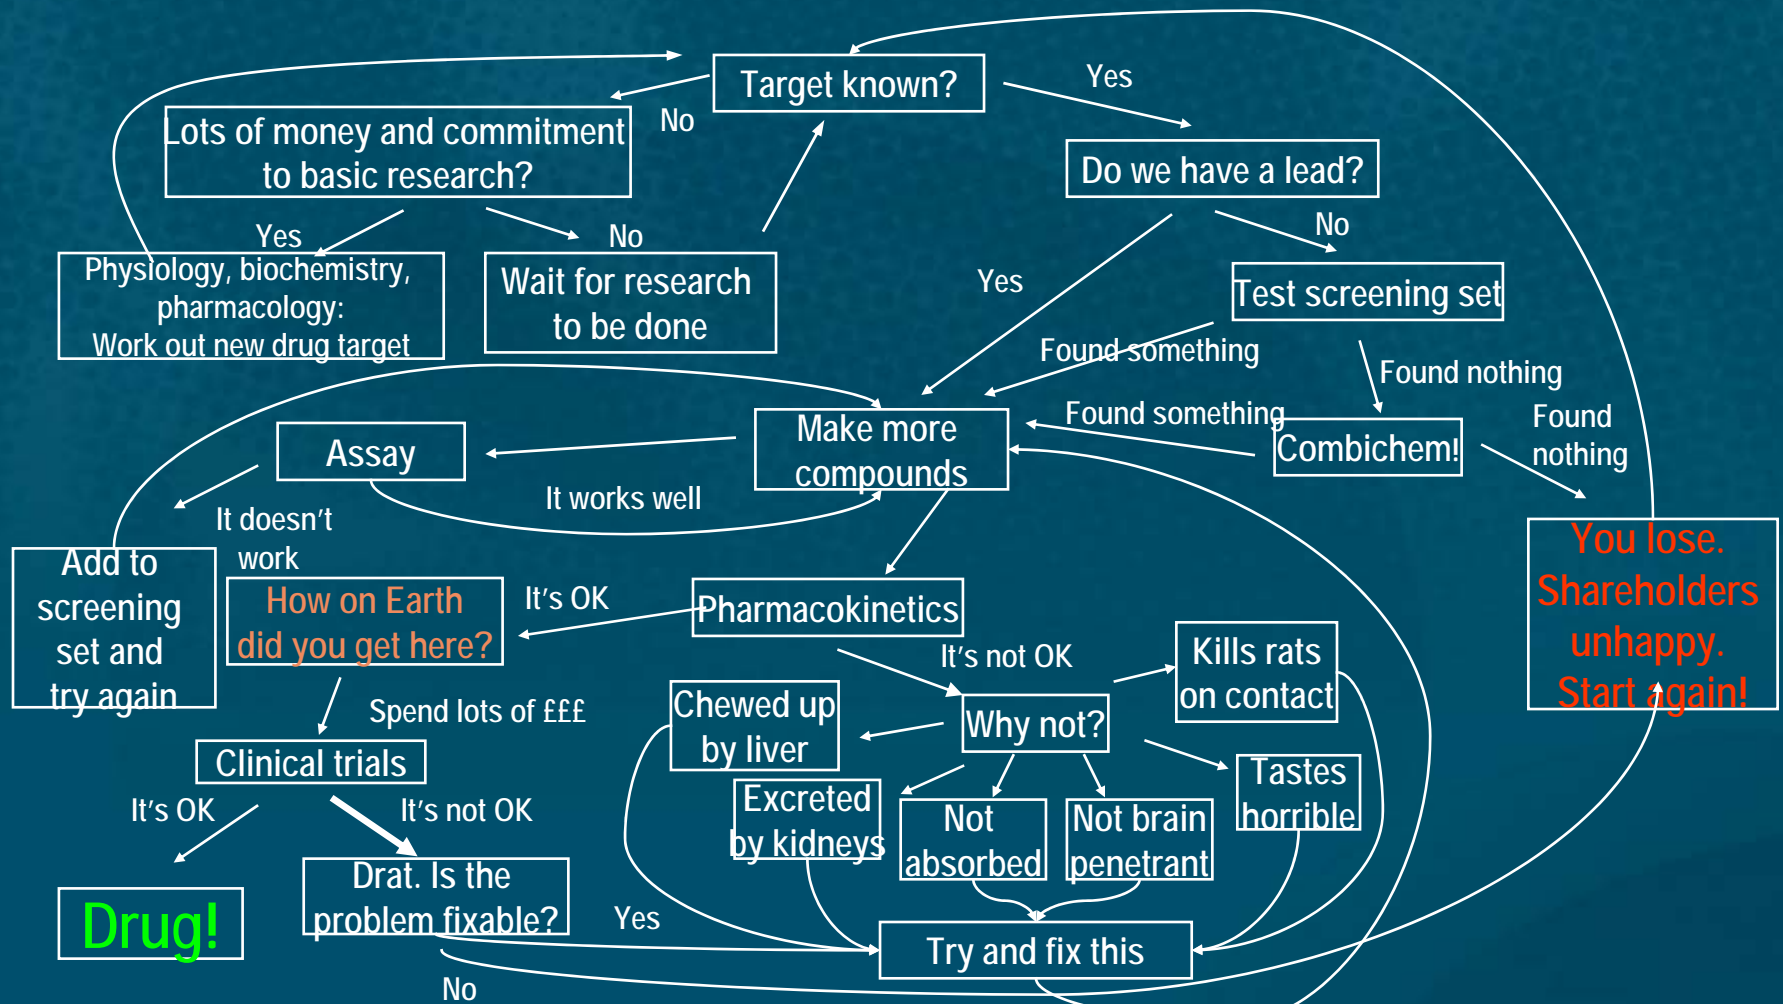 Target known?
Yes
No
Lots of money and commitment
to basic research?
Do we have a lead?
Yes
No
No
Physiology, biochemistry,
pharmacology:
Work out new drug target
Wait for research
to be done
Yes
Test screening set
Found something
Found nothing
Found something
Found
nothing
Make more
compounds
Combichem!
Assay
It works well
It doesn't
work
Add to
screening
set and
try again
How on Earth
did you get here?
It's OK
Pharmacokinetics
You lose.
Shareholders
unhappy.
Start again!
It's not OK
Kills rats
on contact
Chewed up
by liver
Why not?
Spend lots of £££
Clinical trials
Tastes
horrible
Excreted
by kidneys
Not
absorbed
Not brain
penetrant
It's OK
It's not OK
Drat. Is the
problem fixable?
Drug!
Yes
Try and fix this
No